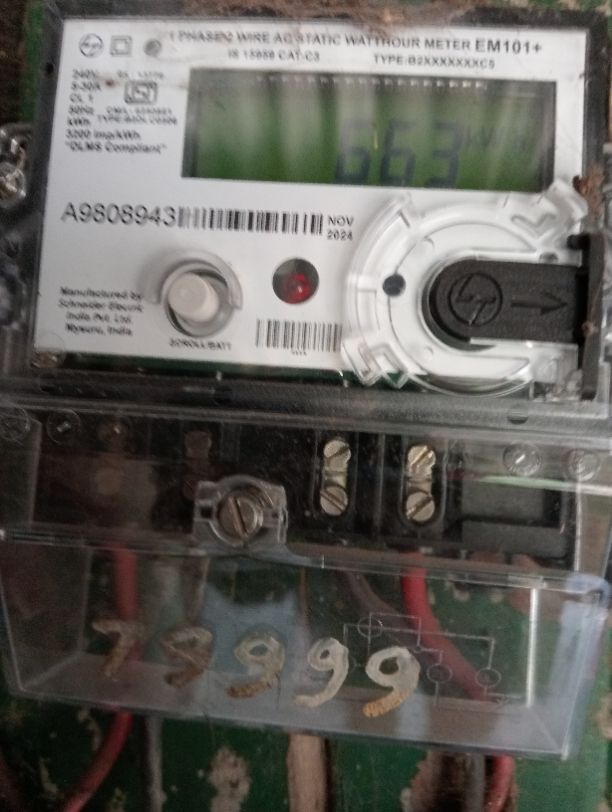 1 PHASE 2 WIRE AC STATIC WATTHOUR METER EM101+
IS 15959 CAT-C3 TYPE:B2XXXXXXXC5
240V
5-30A
CL 1
50Hz
kWh
3200 imp/kWh
"DLMS Compliant"
663
A9808943
NOV
2024
Manufactured by
Schneider Electric
India Pvt. Ltd.
Mysuru, India
SCROLL/BATT
79999